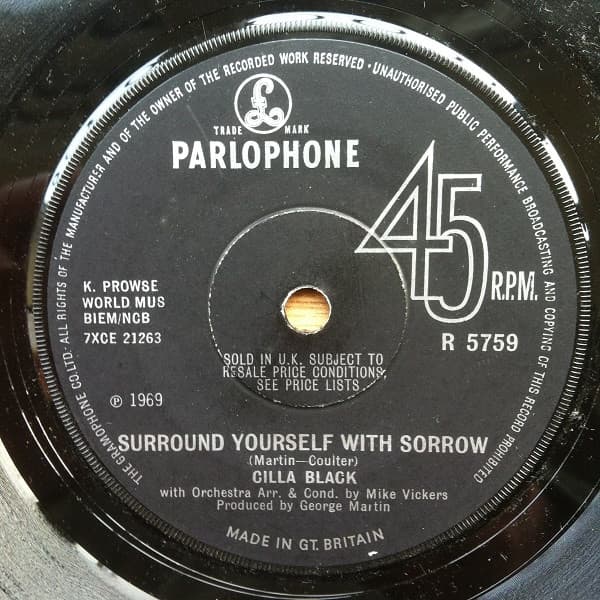 THE GRAMOPHONE CO. LTD. · ALL RIGHTS OF THE MANUFACTURER AND OF THE OWNER OF THE RECORDED WORK RESERVED · UNAUTHORISED PUBLIC PERFORMANCE BROADCASTING AND COPYING OF THIS RECORD PROHIBITED
£
TRADE MARK
PARLOPHONE
45
R.P.M.
K. PROWSE
WORLD MUS
BIEM/NCB
7XCE 21263
R 5759
SOLD IN U.K. SUBJECT TO
RESALE PRICE CONDITIONS,
SEE PRICE LISTS
℗ 1969
SURROUND YOURSELF WITH SORROW
(Martin—Coulter)
CILLA BLACK
with Orchestra Arr. & Cond. by Mike Vickers
Produced by George Martin
MADE IN GT. BRITAIN